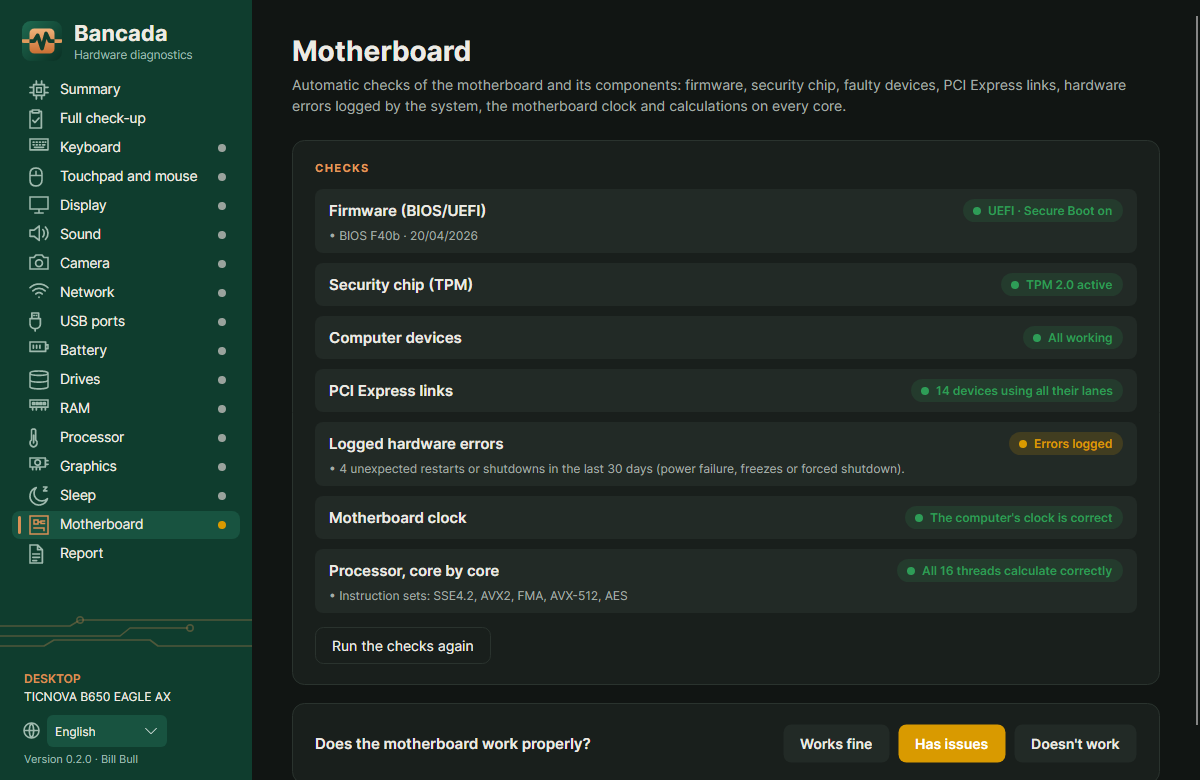 Bancada
Hardware diagnostics
Summary
Full check-up
Keyboard
Touchpad and mouse
Display
Sound
Camera
Network
USB ports
Battery
Drives
RAM
Processor
Graphics
Sleep
Motherboard
Report
DESKTOP
TICNOVA B650 EAGLE AX
English
Version 0.2.0 · Bill Bull
Motherboard
Automatic checks of the motherboard and its components: firmware, security chip, faulty devices, PCI Express links, hardware
errors logged by the system, the motherboard clock and calculations on every core.
CHECKS
Firmware (BIOS/UEFI)
UEFI · Secure Boot on
• BIOS F40b · 20/04/2026
Security chip (TPM)
TPM 2.0 active
Computer devices
All working
PCI Express links
14 devices using all their lanes
Logged hardware errors
Errors logged
• 4 unexpected restarts or shutdowns in the last 30 days (power failure, freezes or forced shutdown).
Motherboard clock
The computer's clock is correct
Processor, core by core
All 16 threads calculate correctly
• Instruction sets: SSE4.2, AVX2, FMA, AVX-512, AES
Run the checks again
Does the motherboard work properly?
Works fine
Has issues
Doesn't work